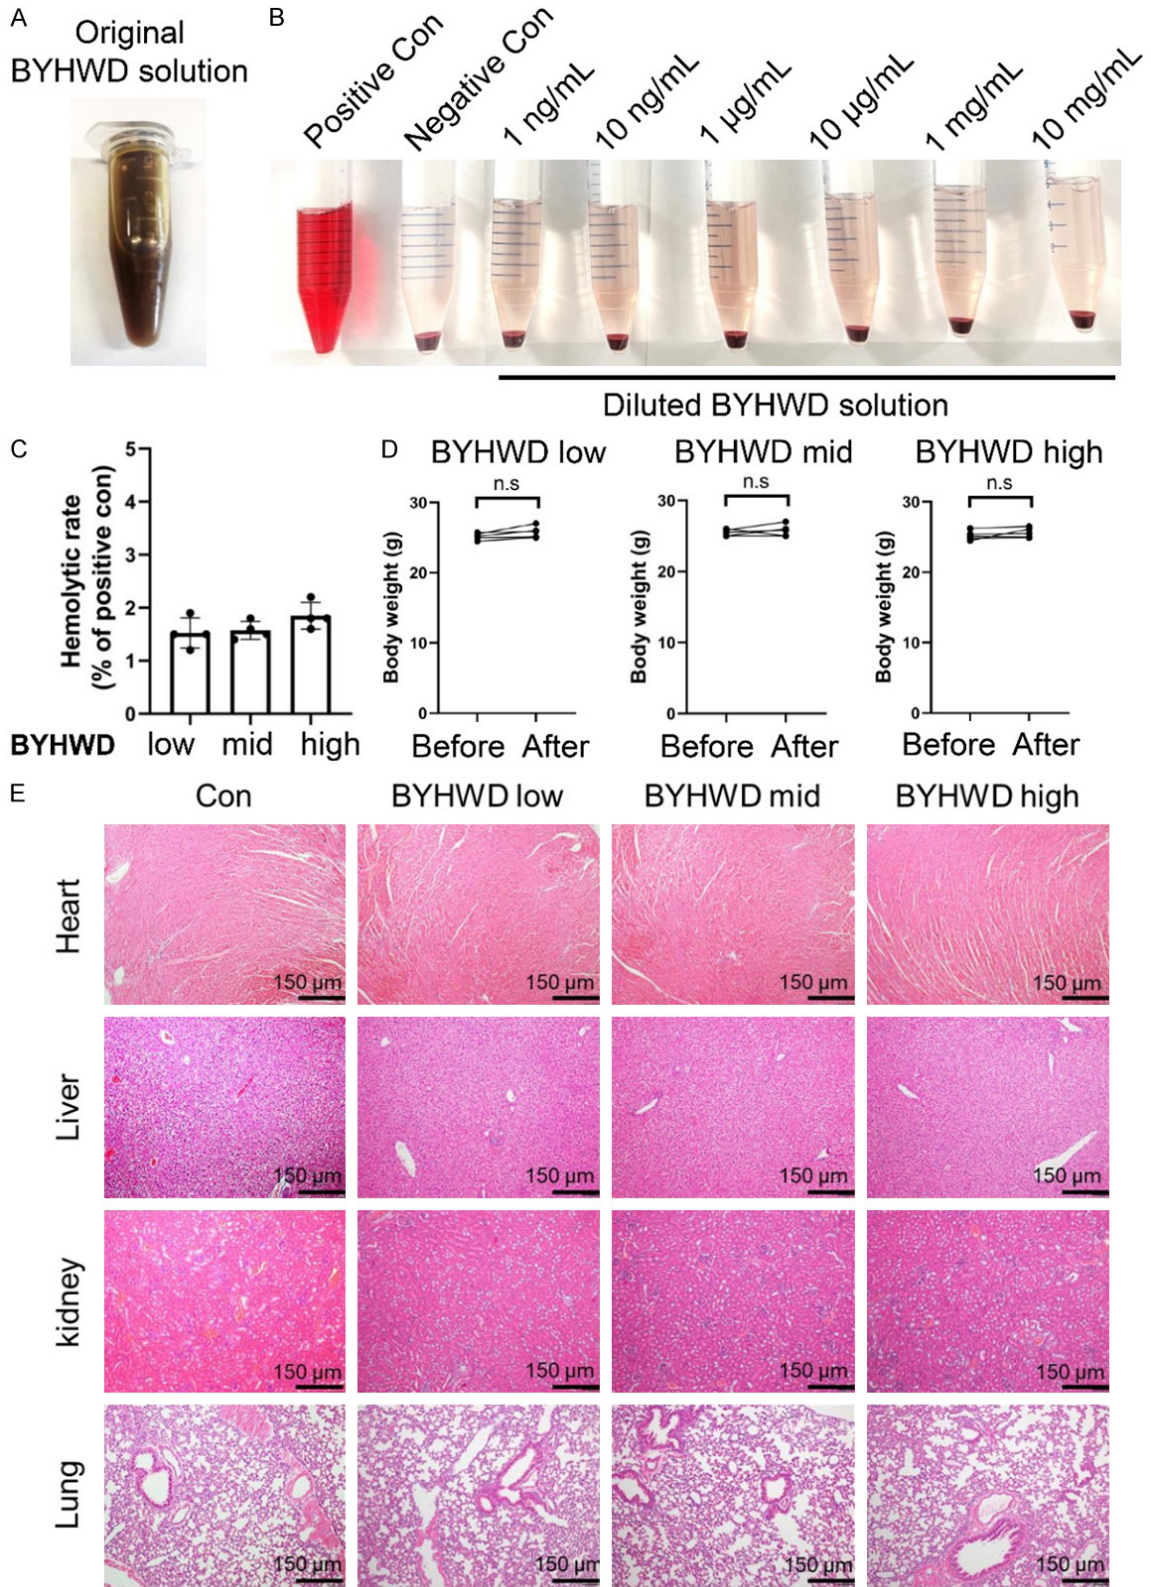 A
Original
BYHWD solution
B
Positive Con
Negative Con
1 ng/mL
10 ng/mL
1 µg/mL
10 µg/mL
1 mg/mL
10 mg/mL
Diluted BYHWD solution
C
Hemolytic rate
(% of positive con)
5
4
3
2
1
0
BYHWD low mid high
D
BYHWD low
n.s
Body weight (g)
30
20
10
0
Before After
BYHWD mid
n.s
Body weight (g)
30
20
10
0
Before After
BYHWD high
n.s
Body weight (g)
30
20
10
0
Before After
E
Con BYHWD low BYHWD mid BYHWD high
Heart
150 µm 150 µm 150 µm 150 µm
Liver
150 µm 150 µm 150 µm 150 µm
kidney
150 µm 150 µm 150 µm 150 µm
Lung
150 µm 150 µm 150 µm 150 µm